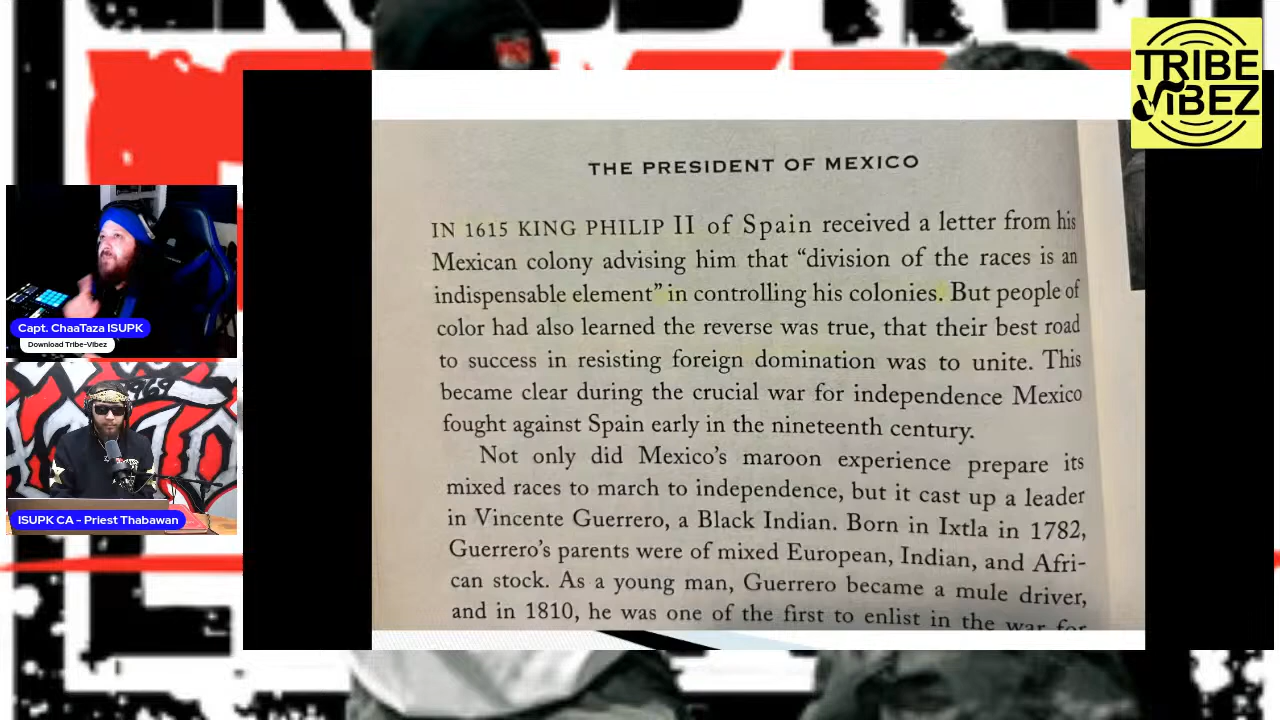 TRIBE
VIBEZ
THE PRESIDENT OF MEXICO
IN 1615 KING PHILIP II of Spain received a letter from his
Mexican colony advising him that “division of the races is an
indispensable element” in controlling his colonies. But people of
color had also learned the reverse was true, that their best road
to success in resisting foreign domination was to unite. This
became clear during the crucial war for independence Mexico
fought against Spain early in the nineteenth century.
Not only did Mexico’s maroon experience prepare its
mixed races to march to independence, but it cast up a leader
in Vincente Guerrero, a Black Indian. Born in Ixtla in 1782,
Guerrero’s parents were of mixed European, Indian, and Afri-
can stock. As a young man, Guerrero became a mule driver,
and in 1810, he was one of the first to enlist in the war for
Capt. ChaaTaza ISUPK
Download Tribe-Vibez
1969
ISUPK CA - Priest Thabawan